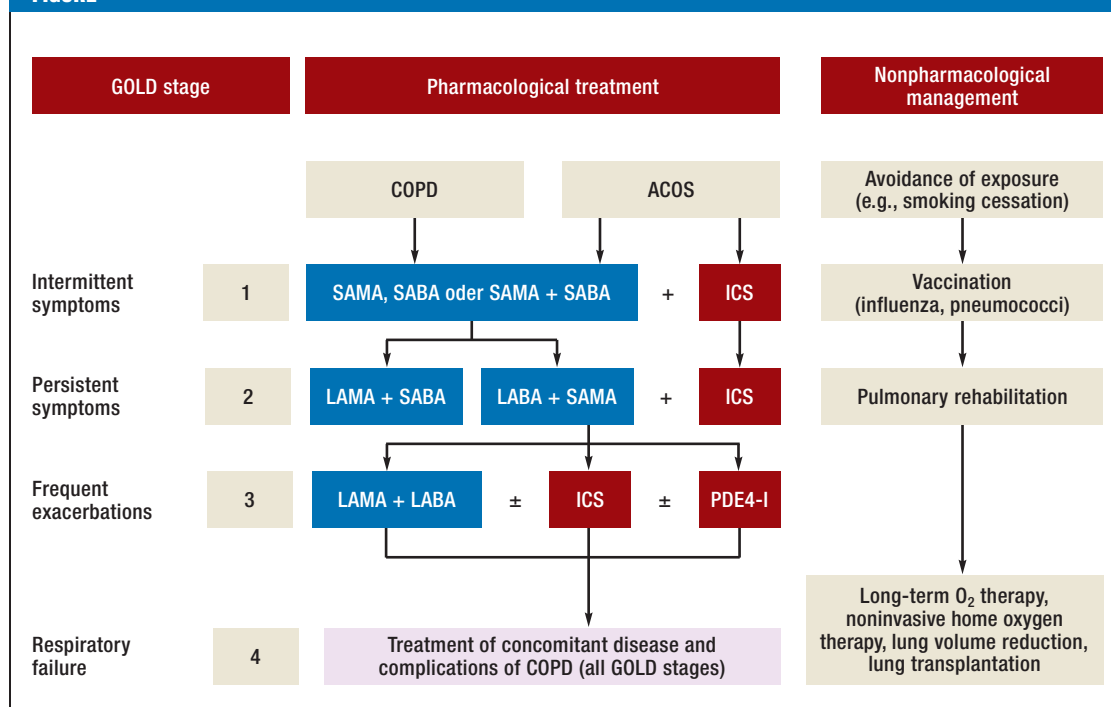 GOLD stage
Pharmacological treatment
Nonpharmacological
management
COPD
ACOS
Avoidance of exposure
(e.g., smoking cessation)
Intermittent
symptoms
1
SAMA, SABA oder SAMA + SABA
+
ICS
Vaccination
(influenza, pneumococci)
Persistent
symptoms
2
LAMA + SABA
LABA + SAMA
+
ICS
Pulmonary rehabilitation
Frequent
exacerbations
3
LAMA + LABA
±
ICS
±
PDE4-I
Respiratory
failure
4
Treatment of concomitant disease and
complications of COPD (all GOLD stages)
Long-term O₂ therapy,
noninvasive home oxygen
therapy, lung volume reduction,
lung transplantation